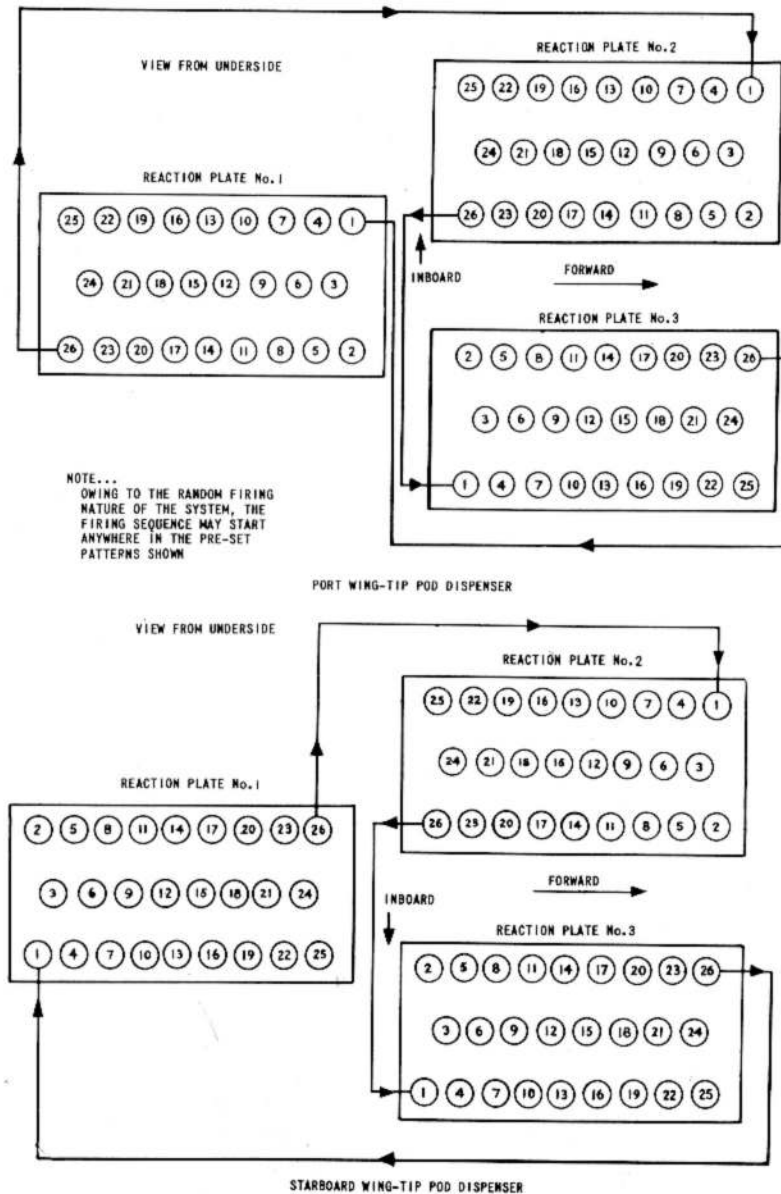 VIEW FROM UNDERSIDE
REACTION PLATE No.2
25 22 19 16 13 10 7 4 1
24 21 18 15 12 9 6 3
26 23 20 17 14 11 8 5 2
REACTION PLATE No.1
25 22 19 16 13 10 7 4 1
24 21 18 15 12 9 6 3
26 23 20 17 14 11 8 5 2
INBOARD
FORWARD
REACTION PLATE No.3
2 5 8 11 14 17 20 23 26
3 6 9 12 15 18 21 24
1 4 7 10 13 16 19 22 25
NOTE...
OWING TO THE RANDOM FIRING
NATURE OF THE SYSTEM, THE
FIRING SEQUENCE MAY START
ANYWHERE IN THE PRE-SET
PATTERNS SHOWN
PORT WING-TIP POD DISPENSER
VIEW FROM UNDERSIDE
REACTION PLATE No.2
25 22 19 16 13 10 7 4 1
24 21 18 16 12 9 6 3
26 23 20 17 14 11 8 5 2
REACTION PLATE No.1
2 5 8 11 14 17 20 23 26
3 6 9 12 15 18 21 24
1 4 7 10 13 16 19 22 25
FORWARD
INBOARD
REACTION PLATE No.3
2 5 8 11 14 17 20 23 26
3 6 9 12 15 18 21 24
1 4 7 10 13 16 19 22 25
STARBOARD WING-TIP POD DISPENSER